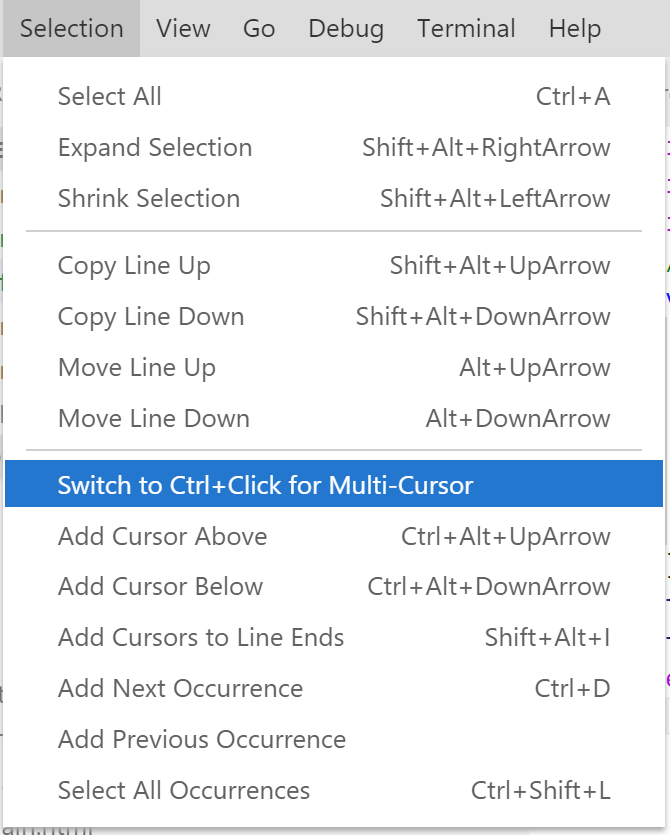 Selection View Go Debug Terminal Help
Select All Ctrl+A
Expand Selection Shift+Alt+RightArrow
Shrink Selection Shift+Alt+LeftArrow
Copy Line Up Shift+Alt+UpArrow
Copy Line Down Shift+Alt+DownArrow
Move Line Up Alt+UpArrow
Move Line Down Alt+DownArrow
Switch to Ctrl+Click for Multi-Cursor
Add Cursor Above Ctrl+Alt+UpArrow
Add Cursor Below Ctrl+Alt+DownArrow
Add Cursors to Line Ends Shift+Alt+I
Add Next Occurrence Ctrl+D
Add Previous Occurrence
Select All Occurrences Ctrl+Shift+L